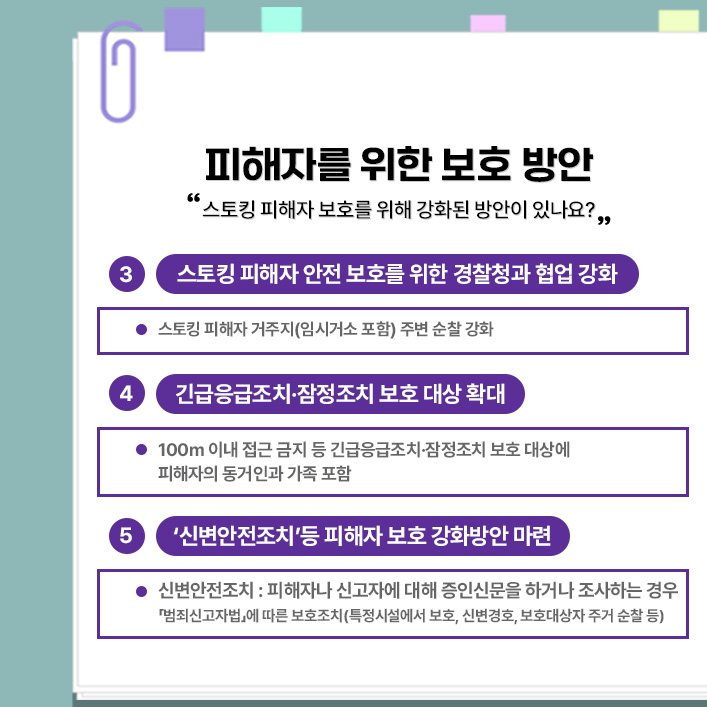 피해자를 위한 보호 방안
“스토킹 피해자 보호를 위해 강화된 방안이 있나요?”
3 스토킹 피해자 안전 보호를 위한 경찰청과 협업 강화
● 스토킹 피해자 거주지(임시거소 포함) 주변 순찰 강화
4 긴급응급조치·잠정조치 보호 대상 확대
● 100m 이내 접근 금지 등 긴급응급조치·잠정조치 보호 대상에
피해자의 동거인과 가족 포함
5 ‘신변안전조치’등 피해자 보호 강화방안 마련
● 신변안전조치 : 피해자나 신고자에 대해 증인신문을 하거나 조사하는 경우
「범죄신고자법」에 따른 보호조치(특정시설에서 보호, 신변경호, 보호대상자 주거 순찰 등)